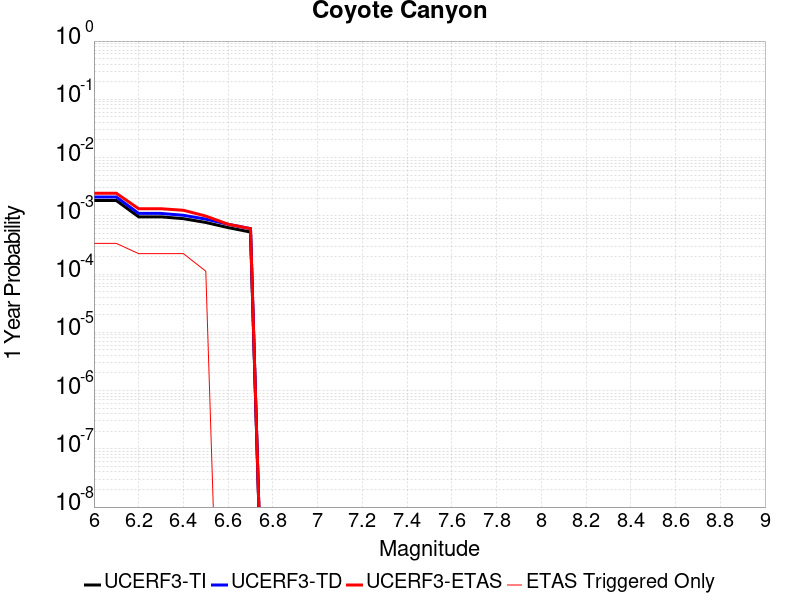 Coyote Canyon
10^0
10^-1
10^-2
10^-3
10^-4
10^-5
10^-6
10^-7
10^-8
1 Year Probability
6 6.2 6.4 6.6 6.8 7 7.2 7.4 7.6 7.8 8 8.2 8.4 8.6 8.8 9
Magnitude
UCERF3-TI UCERF3-TD UCERF3-ETAS ETAS Triggered Only